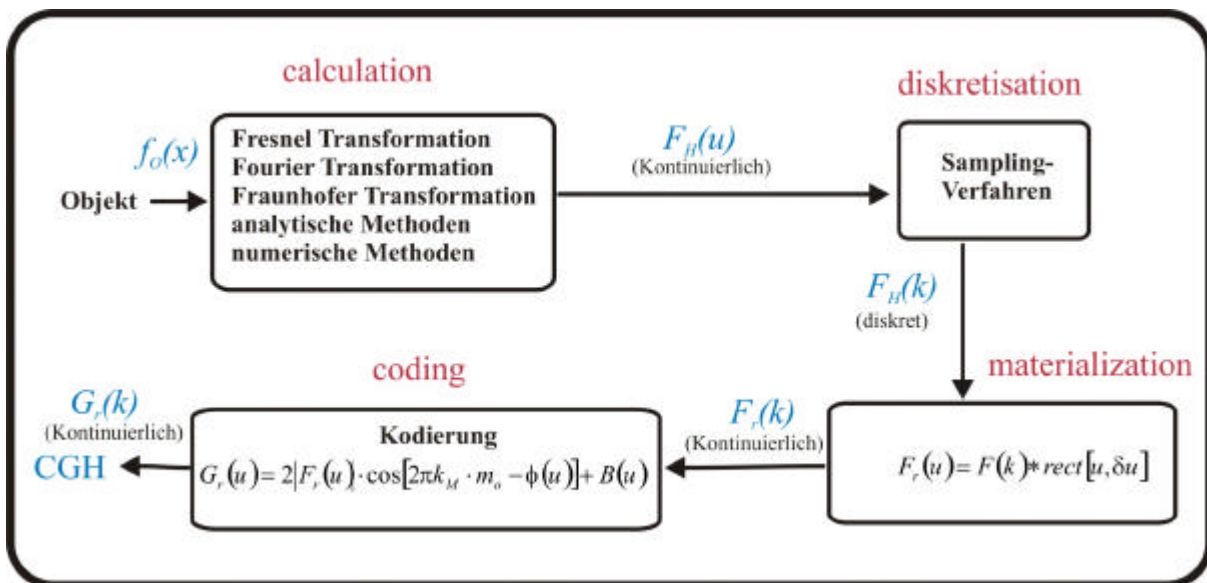 calculation
f_O(x)
Objekt
Fresnel Transformation
Fourier Transformation
Fraunhofer Transformation
analytische Methoden
numerische Methoden
F_H(u)
(Kontinuierlich)
diskretisation
Sampling-
Verfahren
F_H(k)
(diskret)
materialization
F_r(u) = F(k)*rect[u,δu]
F_r(k)
(Kontinuierlich)
coding
Kodierung
G_r(u) = 2|F_r(u)·cos[2πk_M·m_o−ϕ(u)]+B(u)
G_r(k)
(Kontinuierlich)
CGH